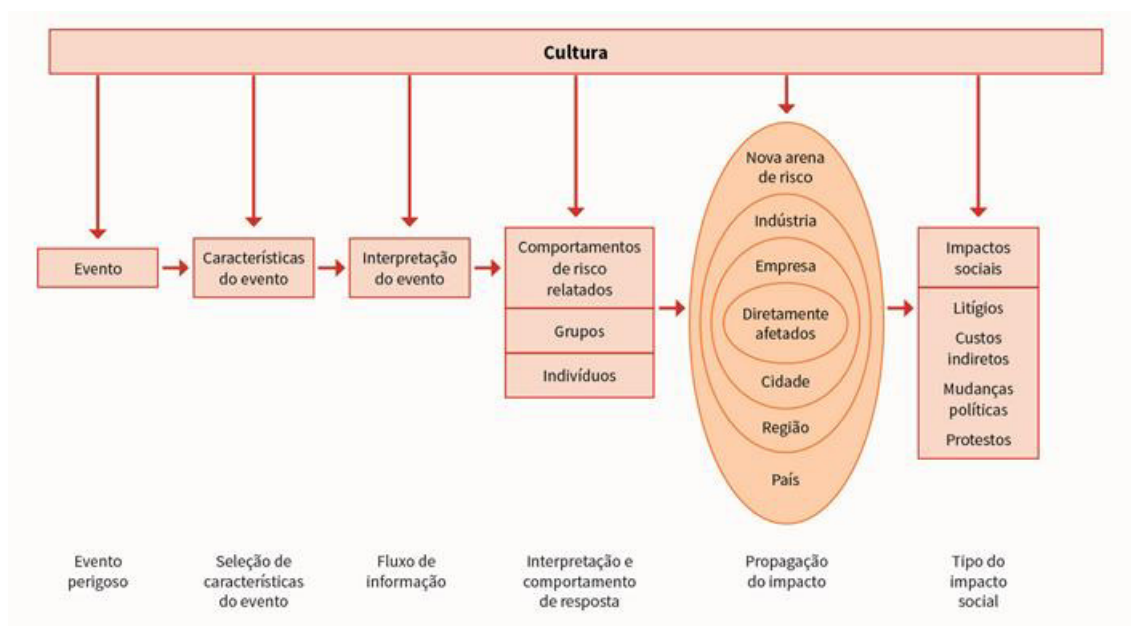 Cultura
Evento
Características
do evento
Interpretação
do evento
Comportamentos
de risco
relatados
Grupos
Indivíduos
Nova arena
de risco
Indústria
Empresa
Diretamente
afetados
Cidade
Região
País
Impactos
sociais
Litígios
Custos
indiretos
Mudanças
políticas
Protestos
Evento
perigoso
Seleção de
características
do evento
Fluxo de
informação
Interpretação e
comportamento
de resposta
Propagação
do impacto
Tipo do
impacto
social